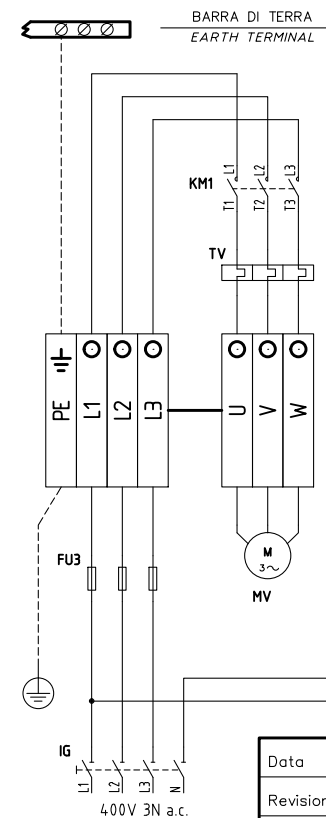 BARRA DI TERRA
EARTH TERMINAL
KM1
L1 L2 L3
T1 T2 T3
TV
PE L1 L2 L3 U V W
FU3
M
3~
MV
IG
L1 L2 L3 N
400V 3N a.c.
Data
Revision